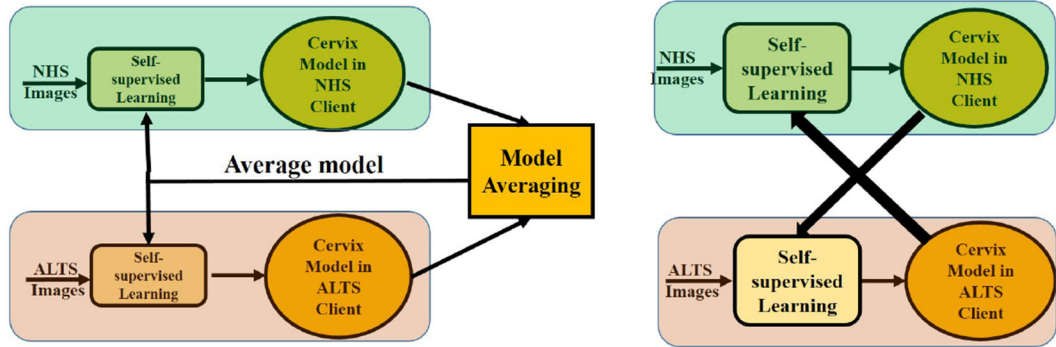 NHS
Images
Self-
supervised
Learning
Cervix
Model in
NHS
Client
Average model
Model
Averaging
ALTS
Images
Self-
supervised
Learning
Cervix
Model in
ALTS
Client
NHS
Images
Self-
supervised
Learning
Cervix
Model in
NHS
Client
ALTS
Images
Self-
supervised
Learning
Cervix
Model in
ALTS
Client